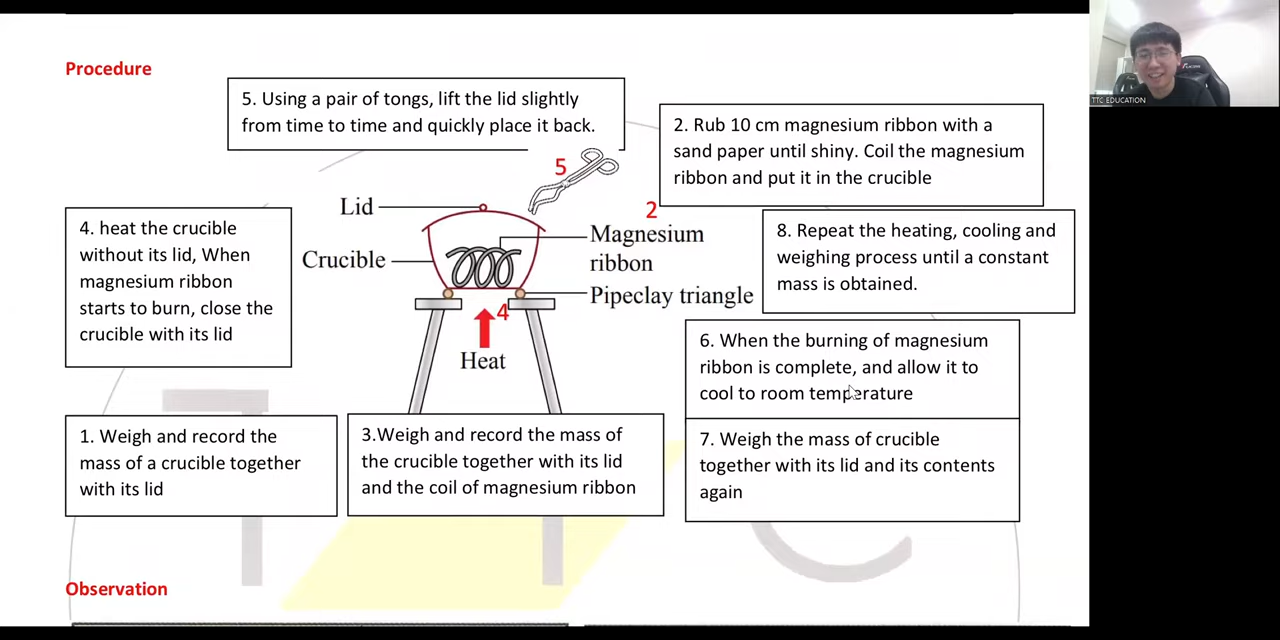 Procedure
5. Using a pair of tongs, lift the lid slightly
from time to time and quickly place it back.
2. Rub 10 cm magnesium ribbon with a
sand paper until shiny. Coil the magnesium
ribbon and put it in the crucible
5
2
Lid
Crucible
Magnesium
ribbon
Pipeclay triangle
4
Heat
4. heat the crucible
without its lid, When
magnesium ribbon
starts to burn, close the
crucible with its lid
8. Repeat the heating, cooling and
weighing process until a constant
mass is obtained.
6. When the burning of magnesium
ribbon is complete, and allow it to
cool to room temperature
1. Weigh and record the
mass of a crucible together
with its lid
3.Weigh and record the mass of
the crucible together with its lid
and the coil of magnesium ribbon
7. Weigh the mass of crucible
together with its lid and its contents
again
Observation
TTC EDUCATION